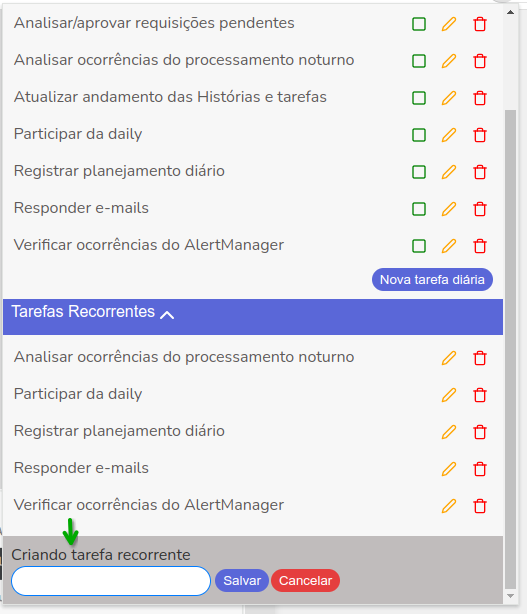 Analisar/aprovar requisições pendentes
Analisar ocorrências do processamento noturno
Atualizar andamento das Histórias e tarefas
Participar da daily
Registrar planejamento diário
Responder e-mails
Verificar ocorrências do AlertManager
Nova tarefa diária
Tarefas Recorrentes
Analisar ocorrências do processamento noturno
Participar da daily
Registrar planejamento diário
Responder e-mails
Verificar ocorrências do AlertManager
Criando tarefa recorrente
Salvar Cancelar